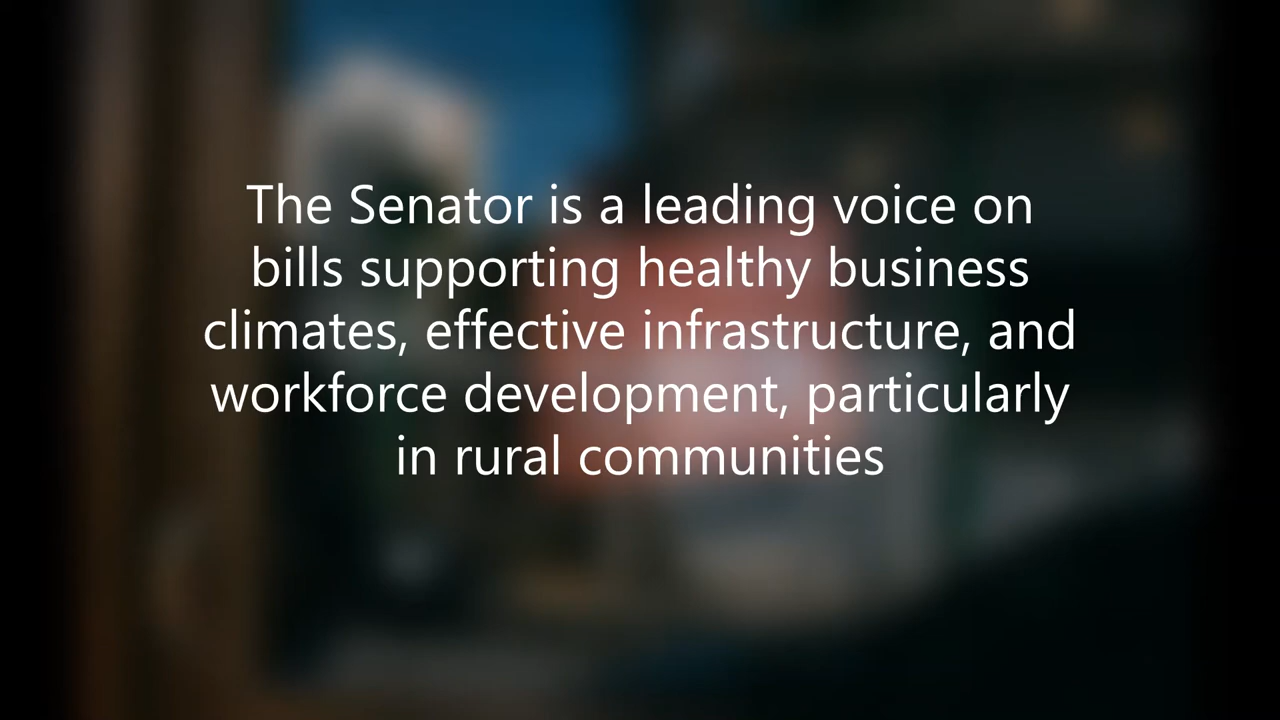 The Senator is a leading voice on
bills supporting healthy business
climates, effective infrastructure, and
workforce development, particularly
in rural communities